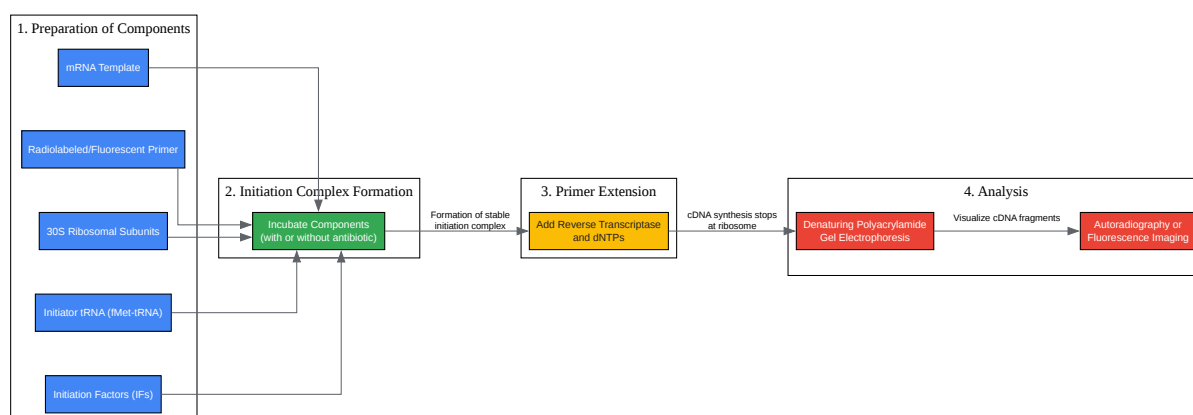 1. Preparation of Components
mRNA Template
Radiolabeled/Fluorescent Primer
30S Ribosomal Subunits
Initiator tRNA (fMet-tRNA)
Initiation Factors (IFs)
2. Initiation Complex Formation
Incubate Components
(with or without antibiotic)
Formation of stable
initiation complex
3. Primer Extension
Add Reverse Transcriptase
and dNTPs
cDNA synthesis stops
at ribosome
4. Analysis
Denaturing Polyacrylamide
Gel Electrophoresis
Visualize cDNA fragments
Autoradiography or
Fluorescence Imaging